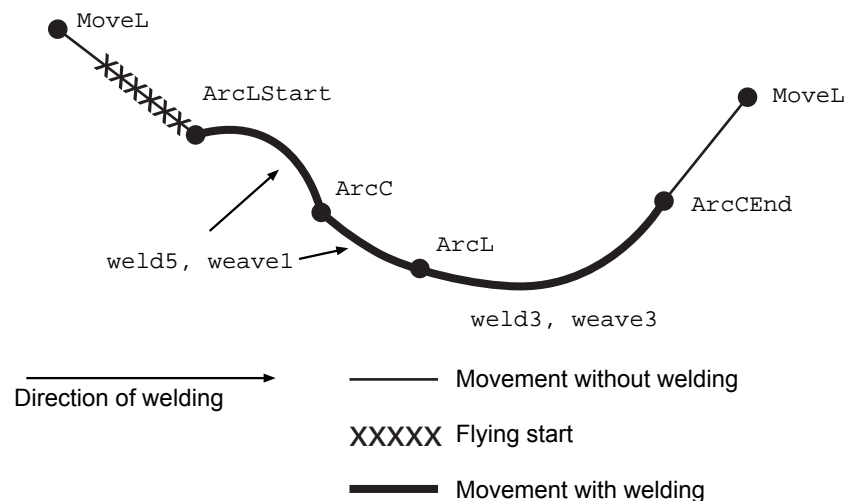 MoveL
ArcLStart
MoveL
ArcC
ArcCEnd
ArcL
weld5, weave1
weld3, weave3
Direction of welding
Movement without welding
XXXXX Flying start
Movement with welding